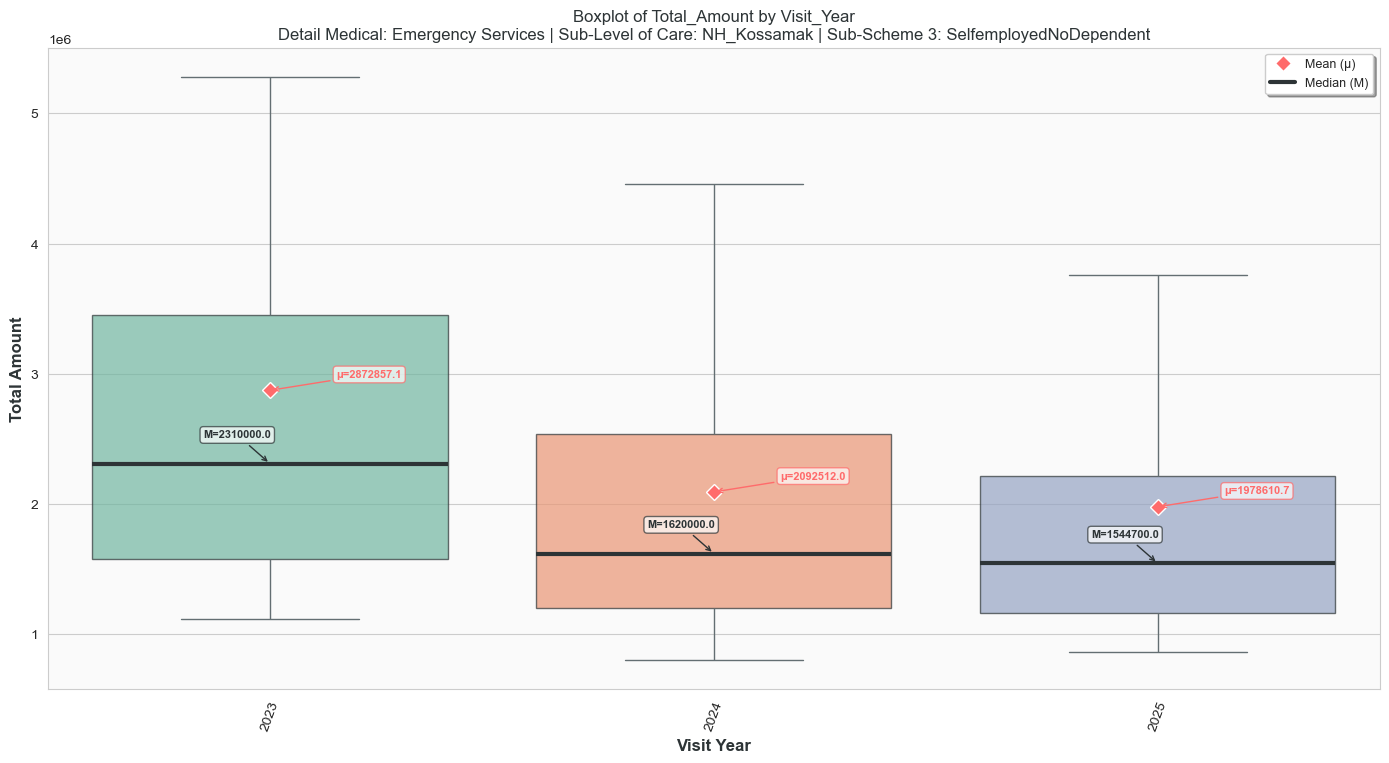 Boxplot of Total_Amount by Visit_Year
Detail Medical: Emergency Services | Sub-Level of Care: NH_Kossamak | Sub-Scheme 3: SelfemployedNoDependent
1e6
Mean (μ)
Median (M)
5
4
3
2
1
Total Amount
μ=2872857.1
M=2310000.0
μ=2092512.0
M=1620000.0
μ=1978610.7
M=1544700.0
2023
2024
2025
Visit Year